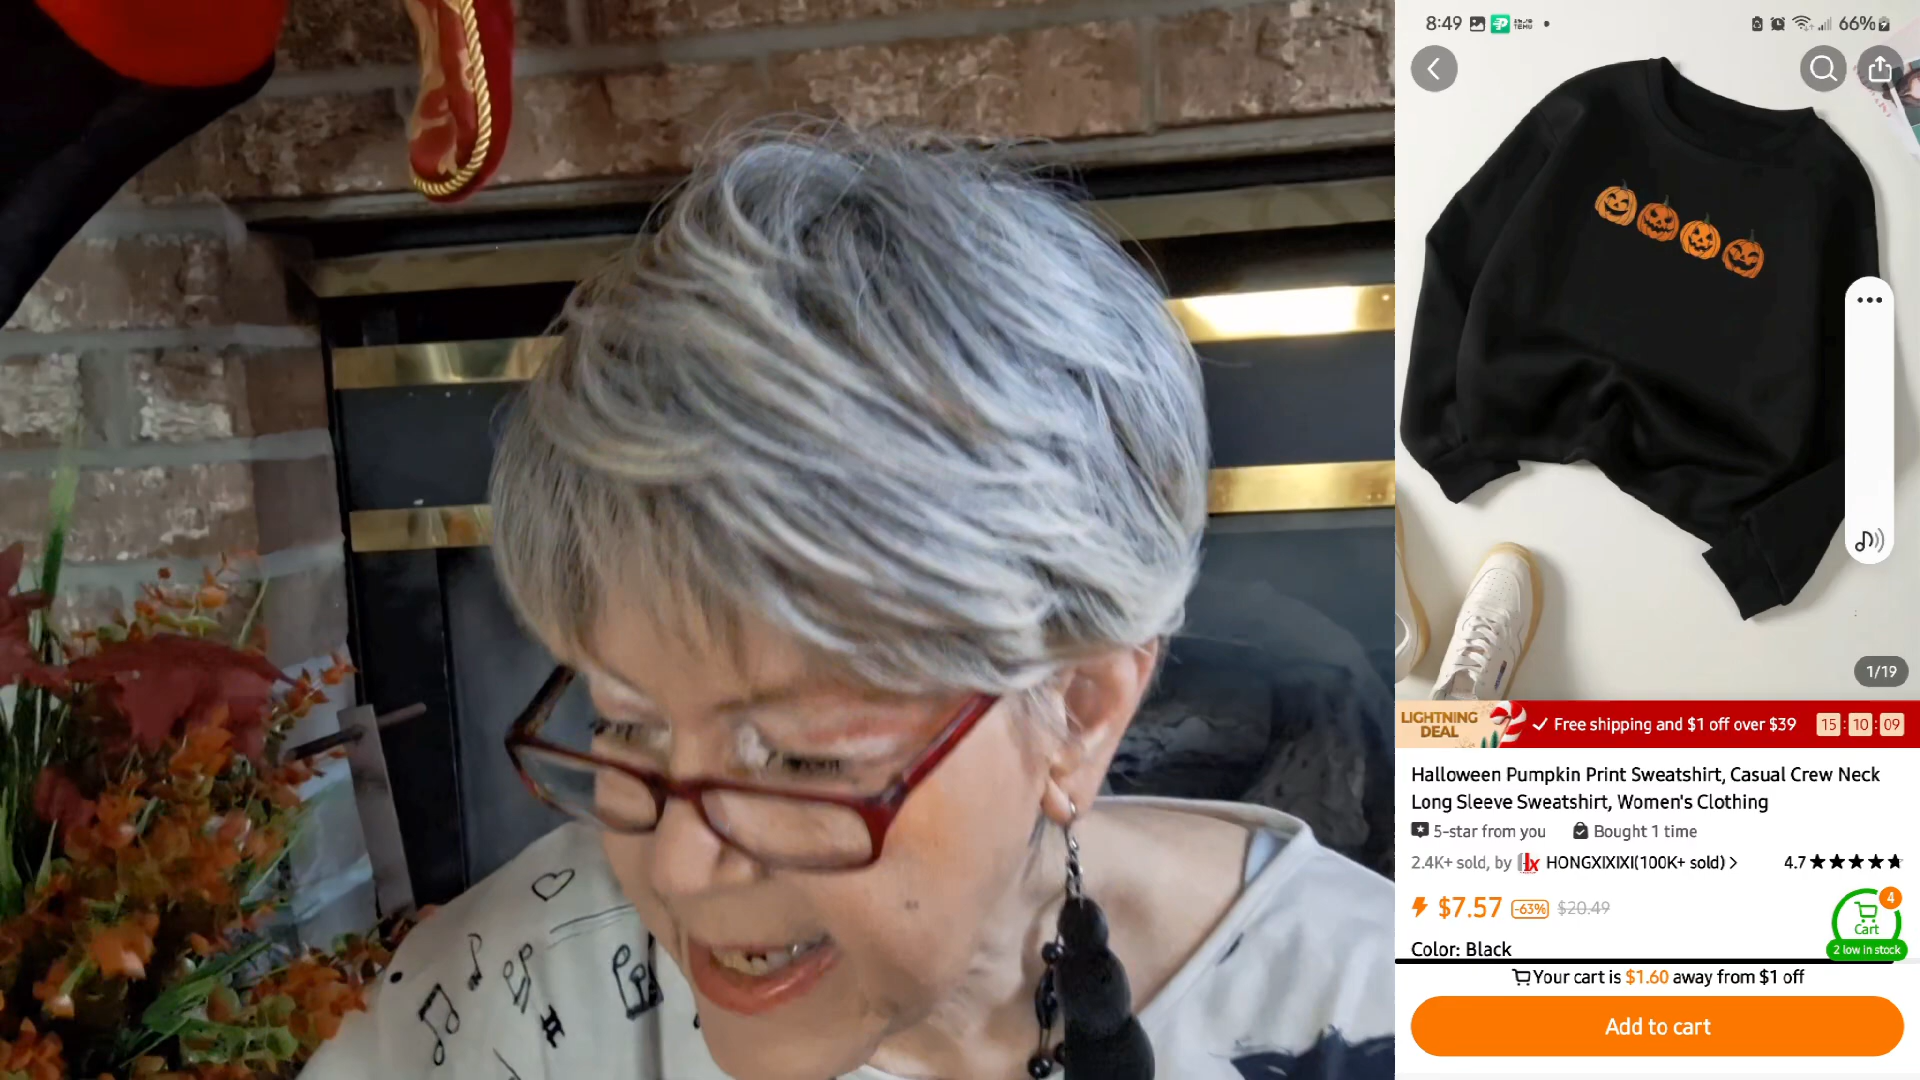 8:49
TEMU
66%
1/19
LIGHTNING
DEAL
Free shipping and $1 off over $39
15:10:09
Halloween Pumpkin Print Sweatshirt, Casual Crew Neck
Long Sleeve Sweatshirt, Women's Clothing
5-star from you
Bought 1 time
2.4K+ sold, by HONGXIXIXI(100K+ sold) >
4.7
$7.57 -63% $20.49
4
Cart
2 low in stock
Color: Black
Your cart is $1.60 away from $1 off
Add to cart